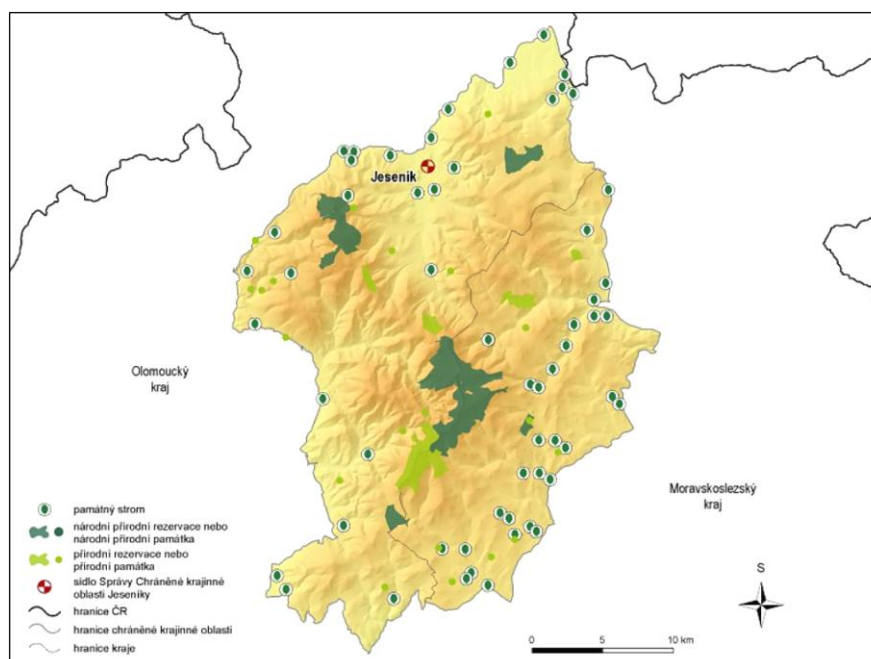 Jeseník
Olomoucký
kraj
Moravskoslezský
kraj
památný strom
národní přírodní rezervace nebo
národní přírodní památka
přírodní rezervace nebo
přírodní památka
sídlo Správy Chráněné krajinné
oblasti Jeseníky
hranice ČR
hranice chráněné krajinné oblasti
hranice kraje
S
0 5 10 km